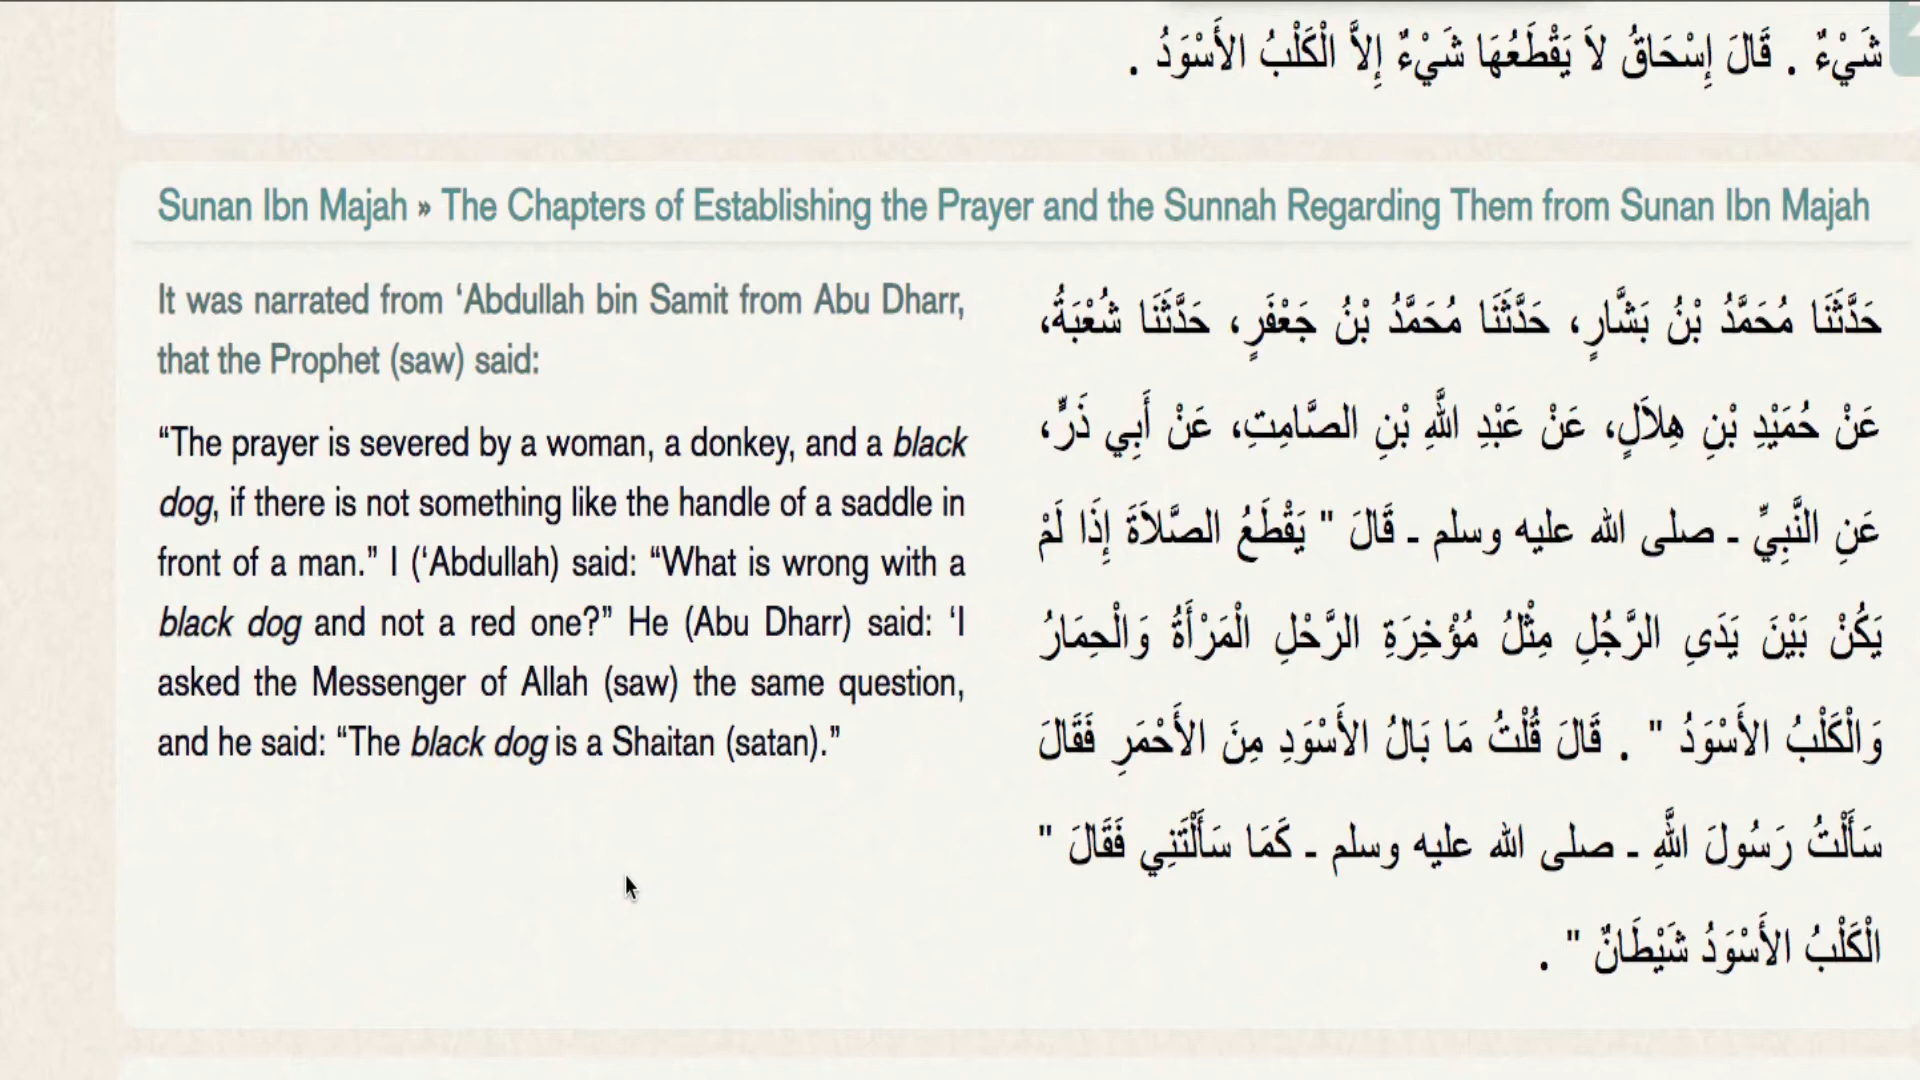 شَيْءٌ ‏.‏ قَالَ إِسْحَاقُ لاَ يَقْطَعُهَا شَيْءٌ إِلاَّ الْكَلْبُ الأَسْوَدُ ‏.‏
Sunan Ibn Majah » The Chapters of Establishing the Prayer and the Sunnah Regarding Them from Sunan Ibn Majah
It was narrated from ‘Abdullah bin Samit from Abu Dharr,
that the Prophet (saw) said:
“The prayer is severed by a woman, a donkey, and a black
dog, if there is not something like the handle of a saddle in
front of a man.” I (‘Abdullah) said: “What is wrong with a
black dog and not a red one?” He (Abu Dharr) said: ‘I
asked the Messenger of Allah (saw) the same question,
and he said: “The black dog is a Shaitan (satan).”
حَدَّثَنَا مُحَمَّدُ بْنُ بَشَّارٍ، حَدَّثَنَا مُحَمَّدُ بْنُ جَعْفَرٍ، حَدَّثَنَا شُعْبَةُ،
عَنْ حُمَيْدِ بْنِ هِلاَلٍ، عَنْ عَبْدِ اللَّهِ بْنِ الصَّامِتِ، عَنْ أَبِي ذَرٍّ،
عَنِ النَّبِيِّ ـ صلى الله عليه وسلم ـ قَالَ " يَقْطَعُ الصَّلاَةَ إِذَا لَمْ
يَكُنْ بَيْنَ يَدَىِ الرَّجُلِ مِثْلُ مُؤْخِرَةِ الرَّحْلِ الْمَرْأَةُ وَالْحِمَارُ
وَالْكَلْبُ الأَسْوَدُ " . قَالَ قُلْتُ مَا بَالُ الأَسْوَدِ مِنَ الأَحْمَرِ فَقَالَ
سَأَلْتُ رَسُولَ اللَّهِ ـ صلى الله عليه وسلم ـ كَمَا سَأَلْتَنِي فَقَالَ "
الْكَلْبُ الأَسْوَدُ شَيْطَانٌ " .